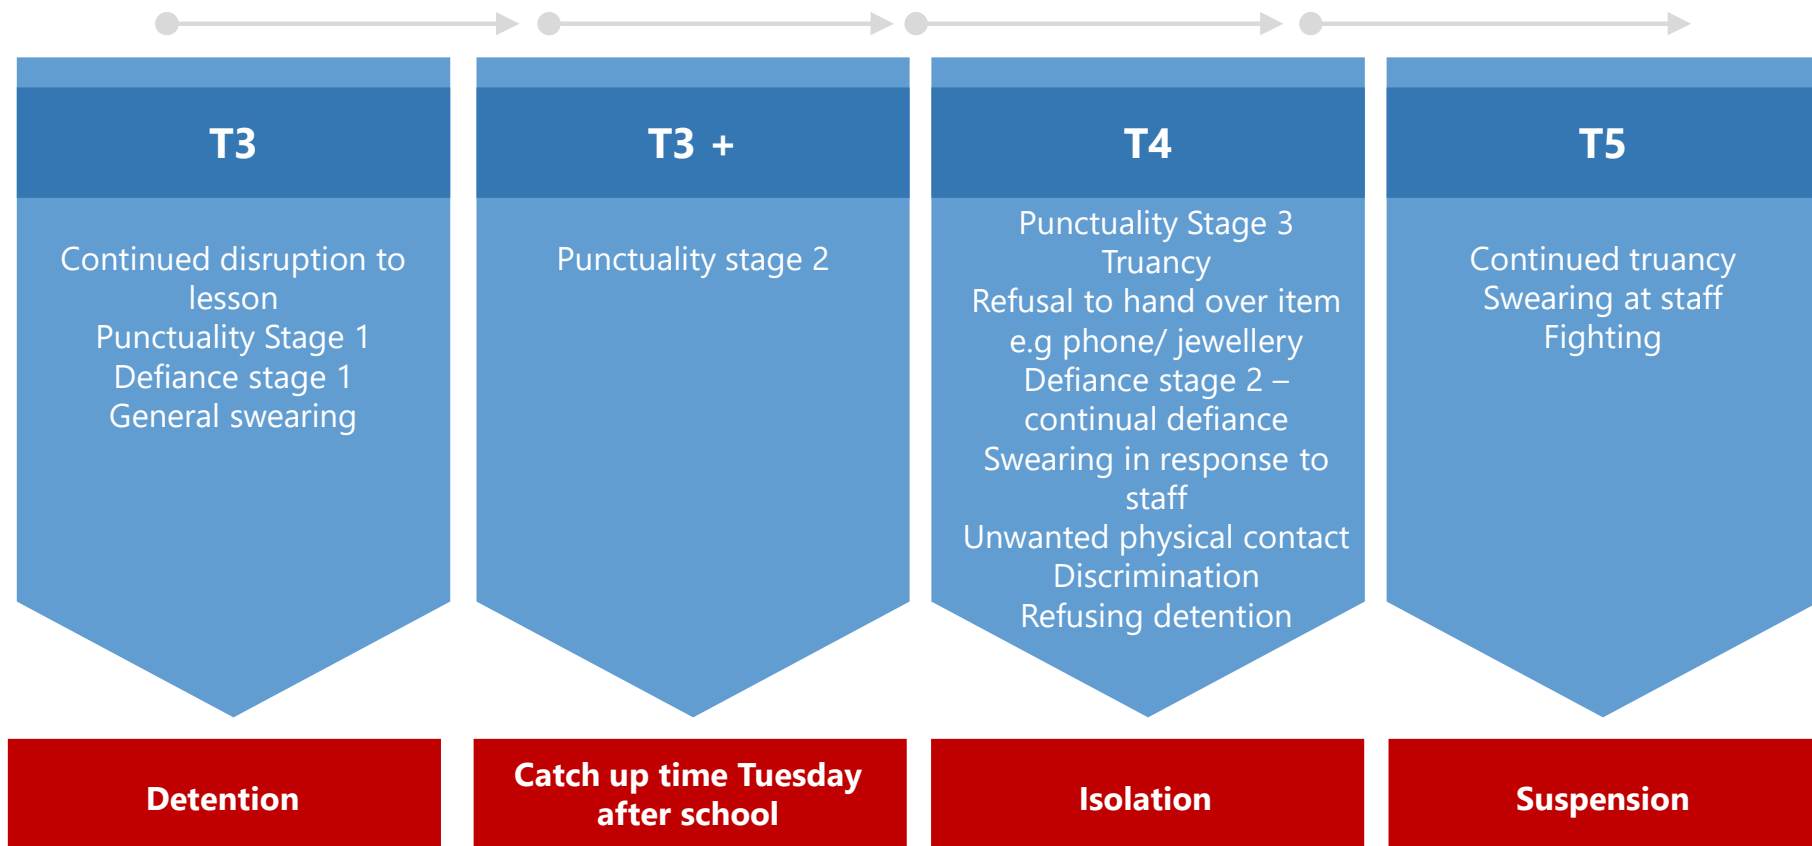 T3
Continued disruption to
lesson
Punctuality Stage 1
Defiance stage 1
General swearing
Detention
T3 +
Punctuality stage 2
Catch up time Tuesday
after school
T4
Punctuality Stage 3
Truancy
Refusal to hand over item
e.g phone/ jewellery
Defiance stage 2 –
continual defiance
Swearing in response to
staff
Unwanted physical contact
Discrimination
Refusing detention
Isolation
T5
Continued truancy
Swearing at staff
Fighting
Suspension